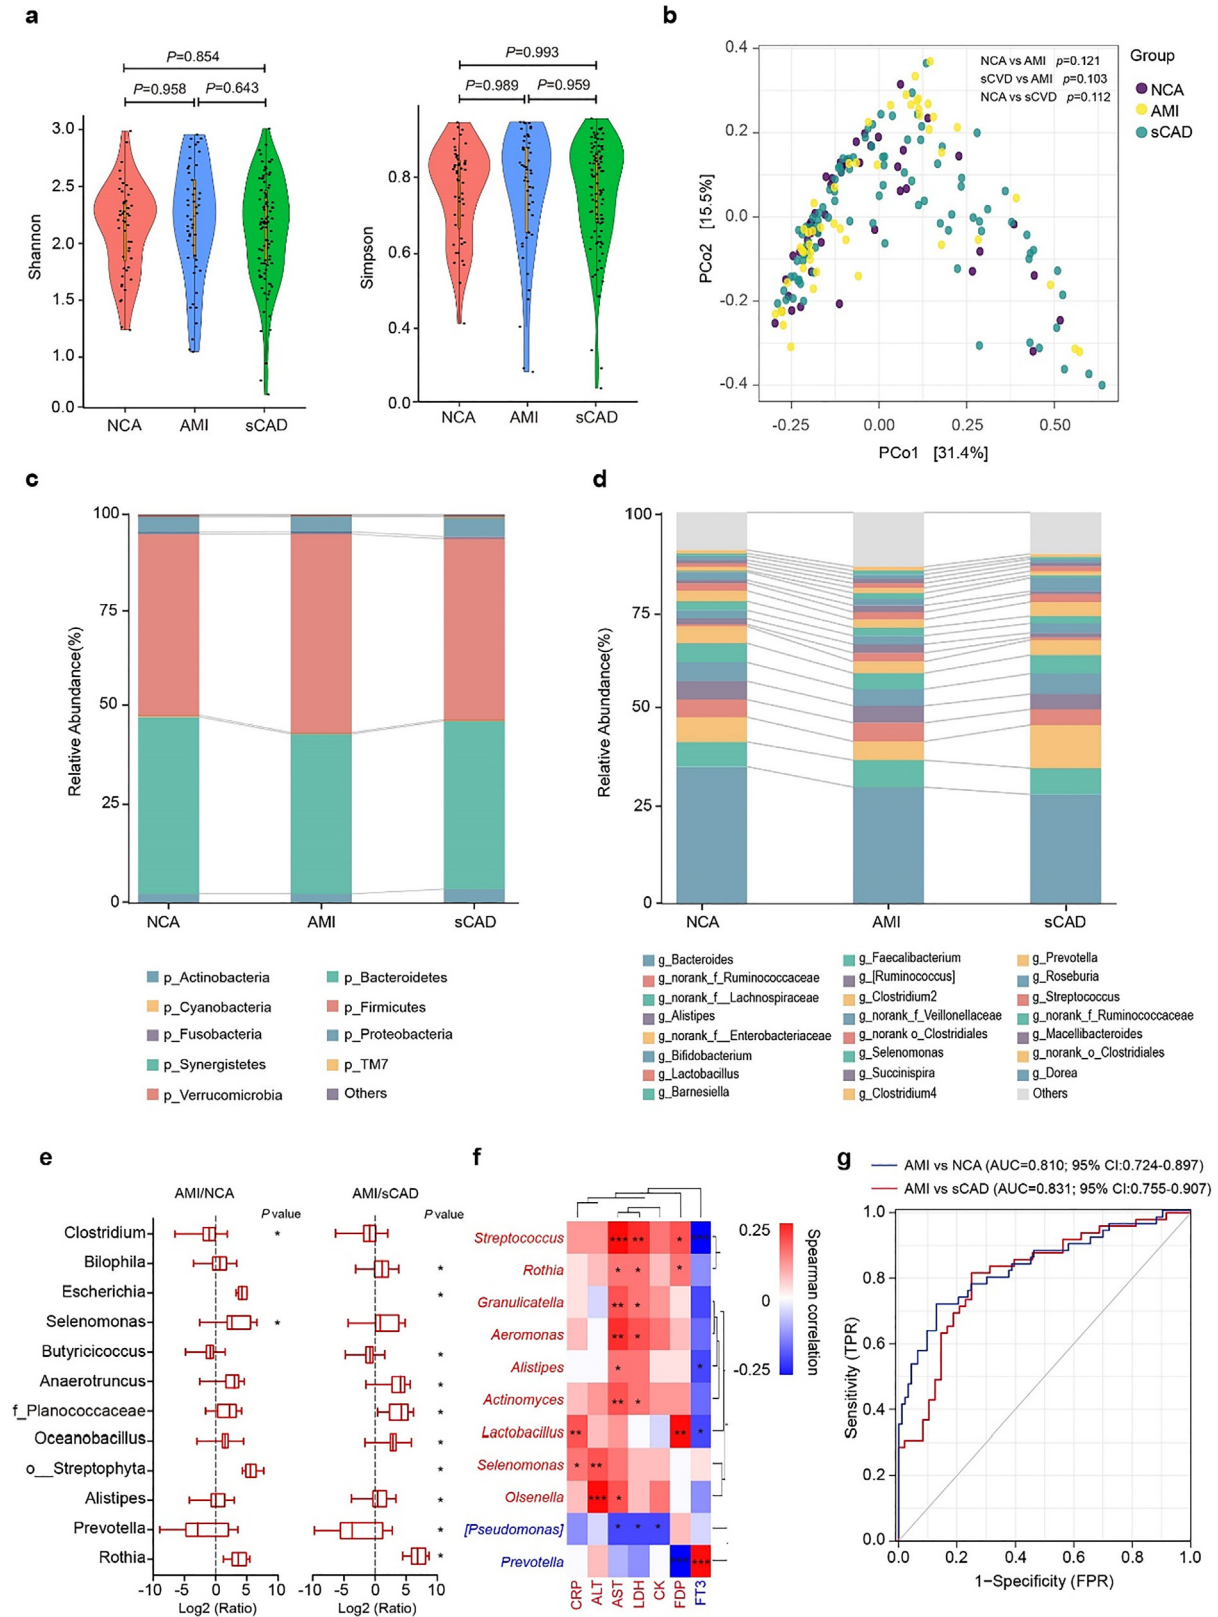 a
P=0.854
P=0.958
P=0.643
3.0
2.5
2.0
1.5
1.0
0.0
Shannon
NCA
AMI
sCAD
P=0.993
P=0.989
P=0.959
0.8
0.6
0.4
0.0
Simpson
NCA
AMI
sCAD
b
NCA vs AMI p=0.121
sCVD vs AMI p=0.103
NCA vs sCVD p=0.112
Group
NCA
AMI
sCAD
0.4
0.2
0.0
-0.2
-0.4
PCo2 [15.5%]
-0.25
0.00
0.25
0.50
PCo1 [31.4%]
c
100
75
50
25
0
Relative Abundance(%)
NCA
AMI
sCAD
p_Actinobacteria
p_Bacteroidetes
p_Cyanobacteria
p_Firmicutes
p_Fusobacteria
p_Proteobacteria
p_Synergistetes
p_TM7
p_Verrucomicrobia
Others
d
100
75
50
25
0
Relative Abundance(%)
NCA
AMI
sCAD
g_Bacteroides
g_norank_f_Ruminococcaceae
g_norank_f__Lachnospiraceae
g_Alistipes
g_norank_f__Enterobacteriaceae
g_Bifidobacterium
g_Lactobacillus
g_Barnesiella
g_Faecalibacterium
g_[Ruminococcus]
g_Clostridium2
g_norank_f_Veillonellaceae
g_norank o_Clostridiales
g_Selenomonas
g_Succinispira
g_Clostridium4
g_Prevotella
g_Roseburia
g_Streptococcus
g_norank_f_Ruminococcaceae
g_Macellibacteroides
g_norank_o_Clostridiales
g_Dorea
Others
e
AMI/NCA
P value
AMI/sCAD
P value
Clostridium *
Bilophila *
Escherichia *
Selenomonas *
Butyricicoccus *
Anaerotruncus *
f_Planococcaceae *
Oceanobacillus *
o__Streptophyta *
Alistipes *
Prevotella *
Rothia *
-10 -5 0 5 10
Log2 (Ratio)
-10 -5 0 5 10
Log2 (Ratio)
f
Streptococcus *** ** * ***
Rothia * * *
Granulicatella ** *
Aeromonas ** *
Alistipes * *
Actinomyces ** *
Lactobacillus ** ** *
Selenomonas * **
Olsenella *** *
[Pseudomonas] * * *
Prevotella *** ***
CRP
ALT
AST
LDH
CK
FDP
FT3
0.25
0
-0.25
Spearman correlation
g
AMI vs NCA (AUC=0.810; 95% CI:0.724-0.897)
AMI vs sCAD (AUC=0.831; 95% CI:0.755-0.907)
1.0
0.8
0.6
0.4
0.2
0.0
Sensitivity (TPR)
0.0 0.2 0.4 0.6 0.8 1.0
1−Specificity (FPR)